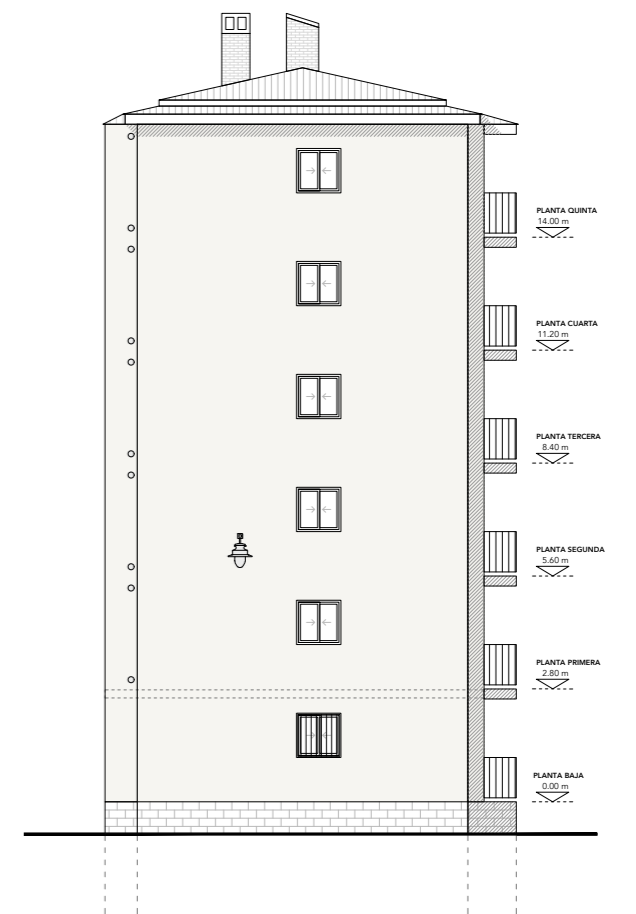 PLANTA QUINTA
14.00 m
PLANTA CUARTA
11.20 m
PLANTA TERCERA
8.40 m
PLANTA SEGUNDA
5.60 m
PLANTA PRIMERA
2.80 m
PLANTA BAJA
0.00 m